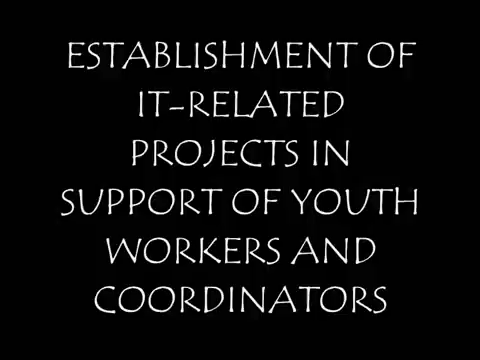 ESTABLISHMENT OF
IT-RELATED
PROJECTS IN
SUPPORT OF YOUTH
WORKERS AND
COORDINATORS